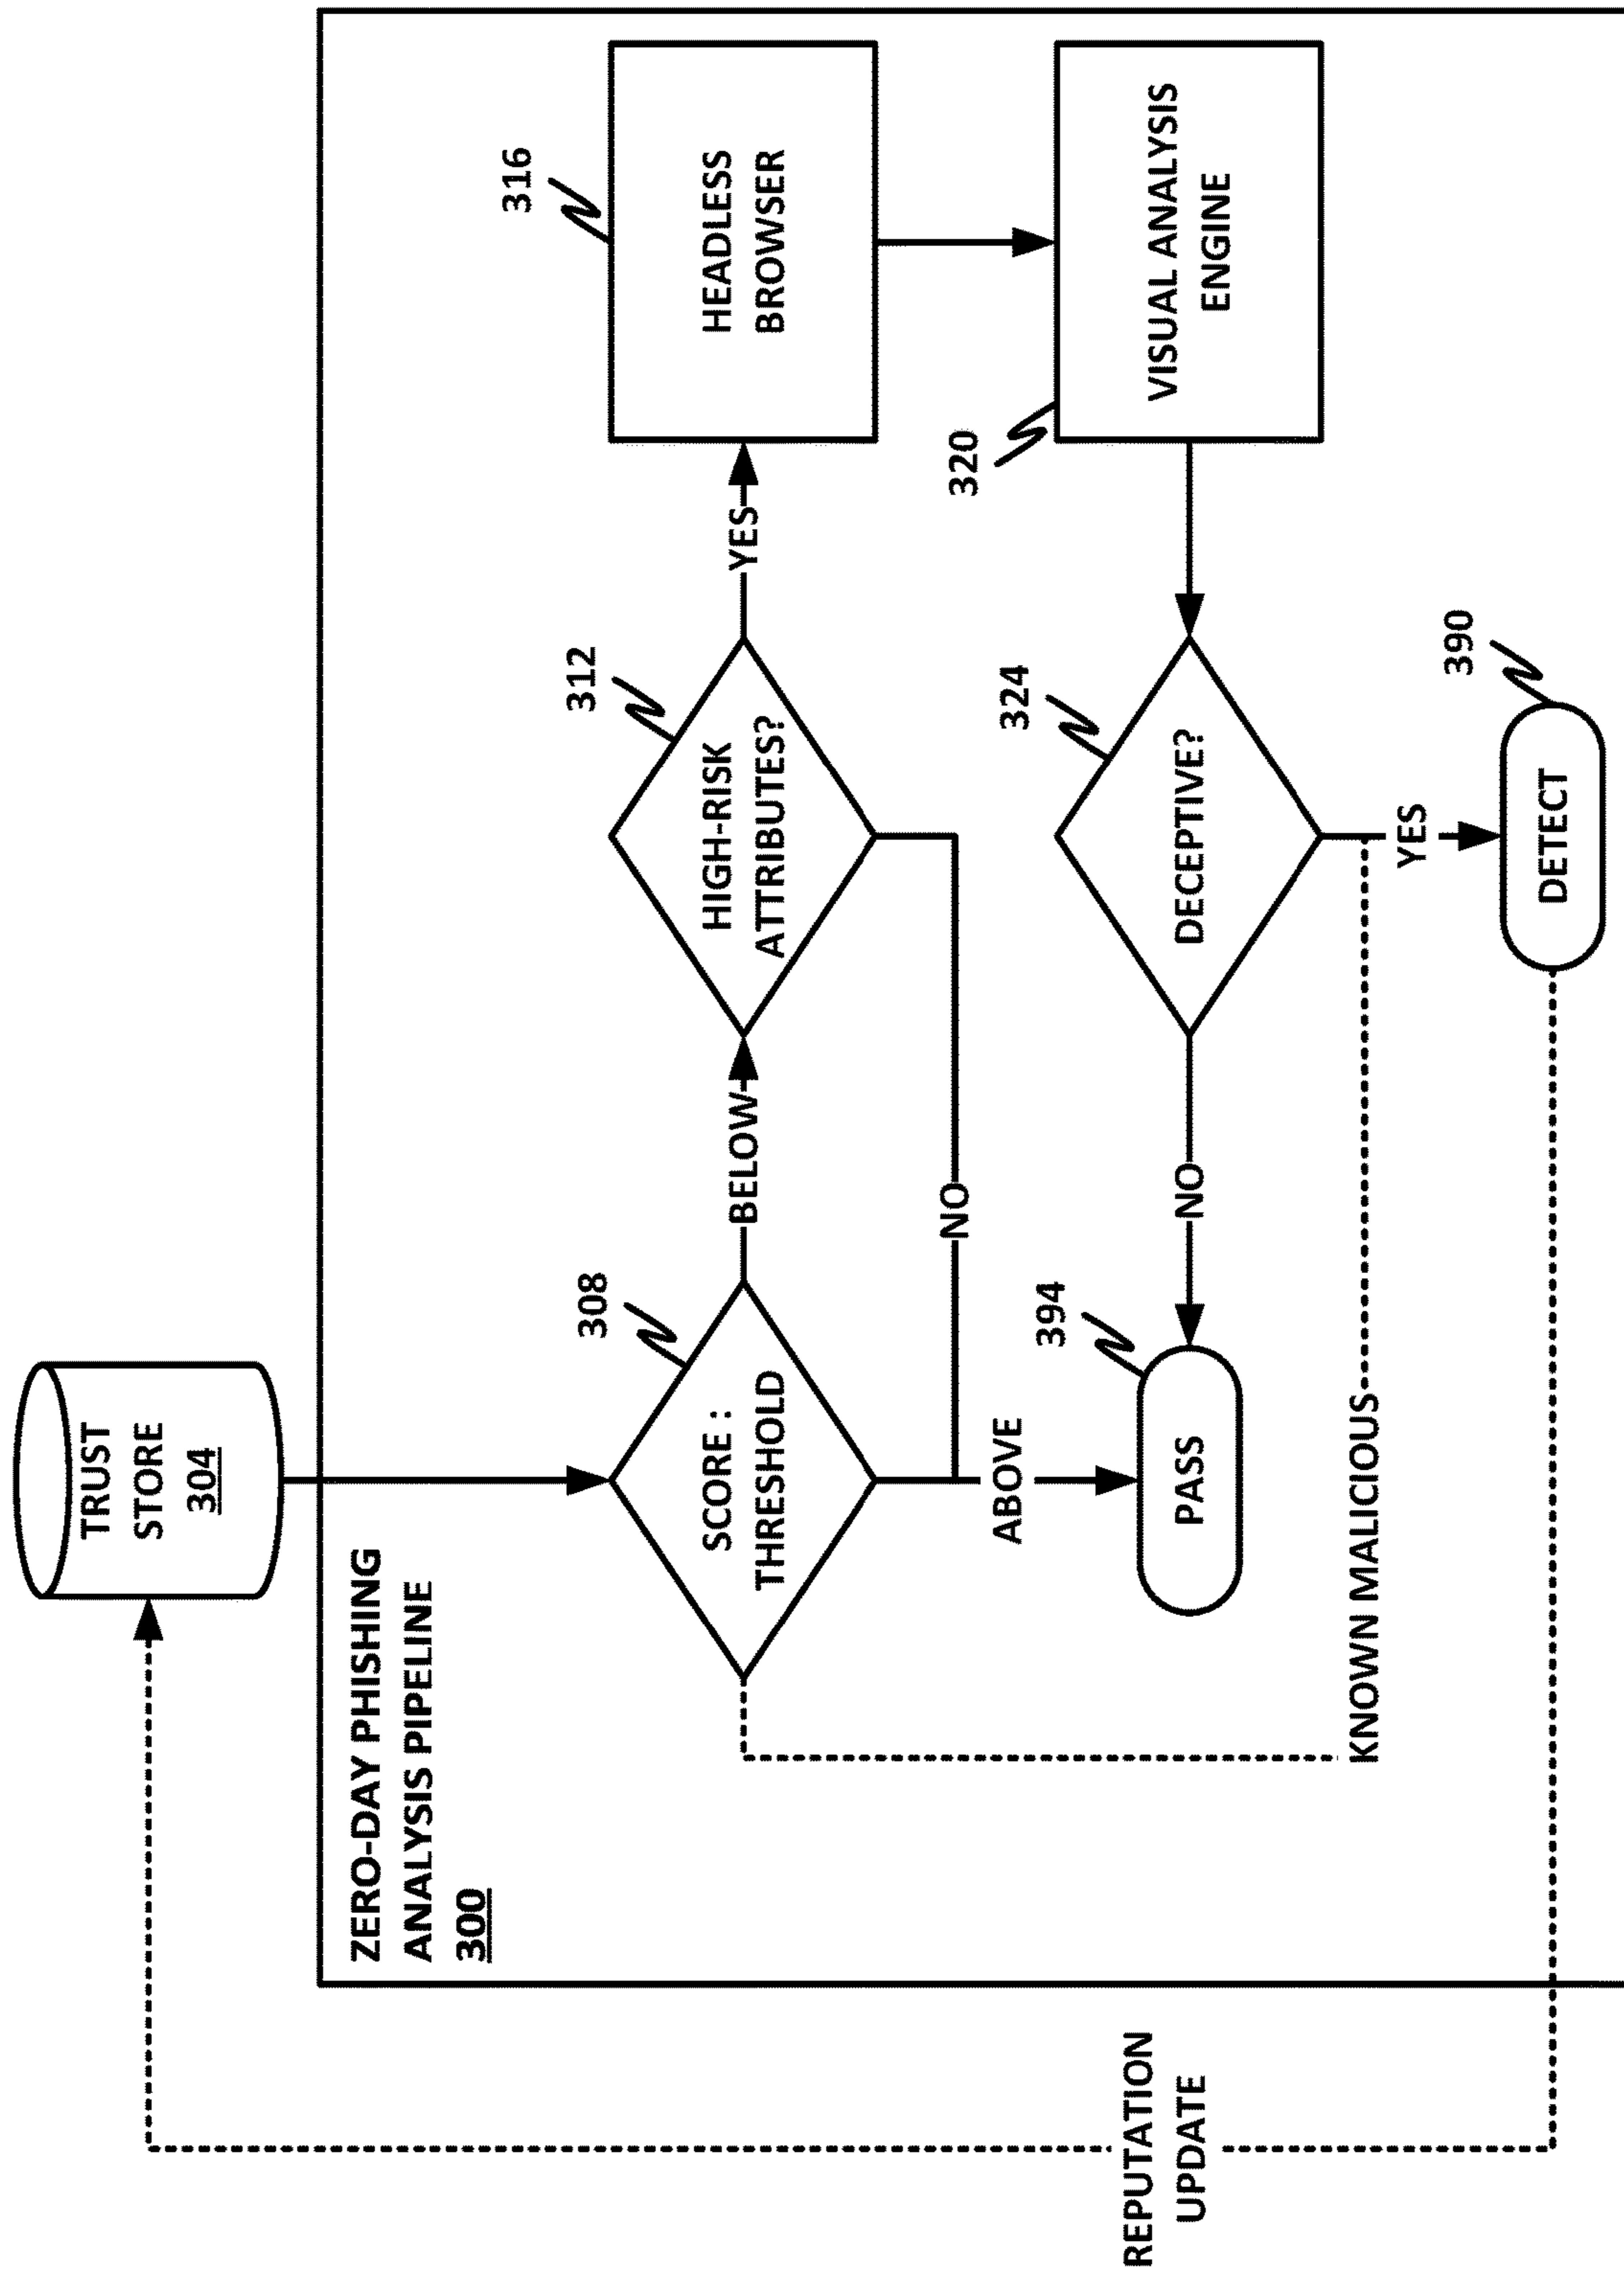 TRUST
STORE
304
ZERO-DAY PHISHING
ANALYSIS PIPELINE
300
308
SCORE :
THRESHOLD
BELOW
312
HIGH-RISK
ATTRIBUTES?
YES
316
HEADLESS
BROWSER
NO
ABOVE
394
PASS
NO
324
DECEPTIVE?
320
VISUAL ANALYSIS
ENGINE
KNOWN MALICIOUS
YES
390
DETECT
REPUTATION
UPDATE